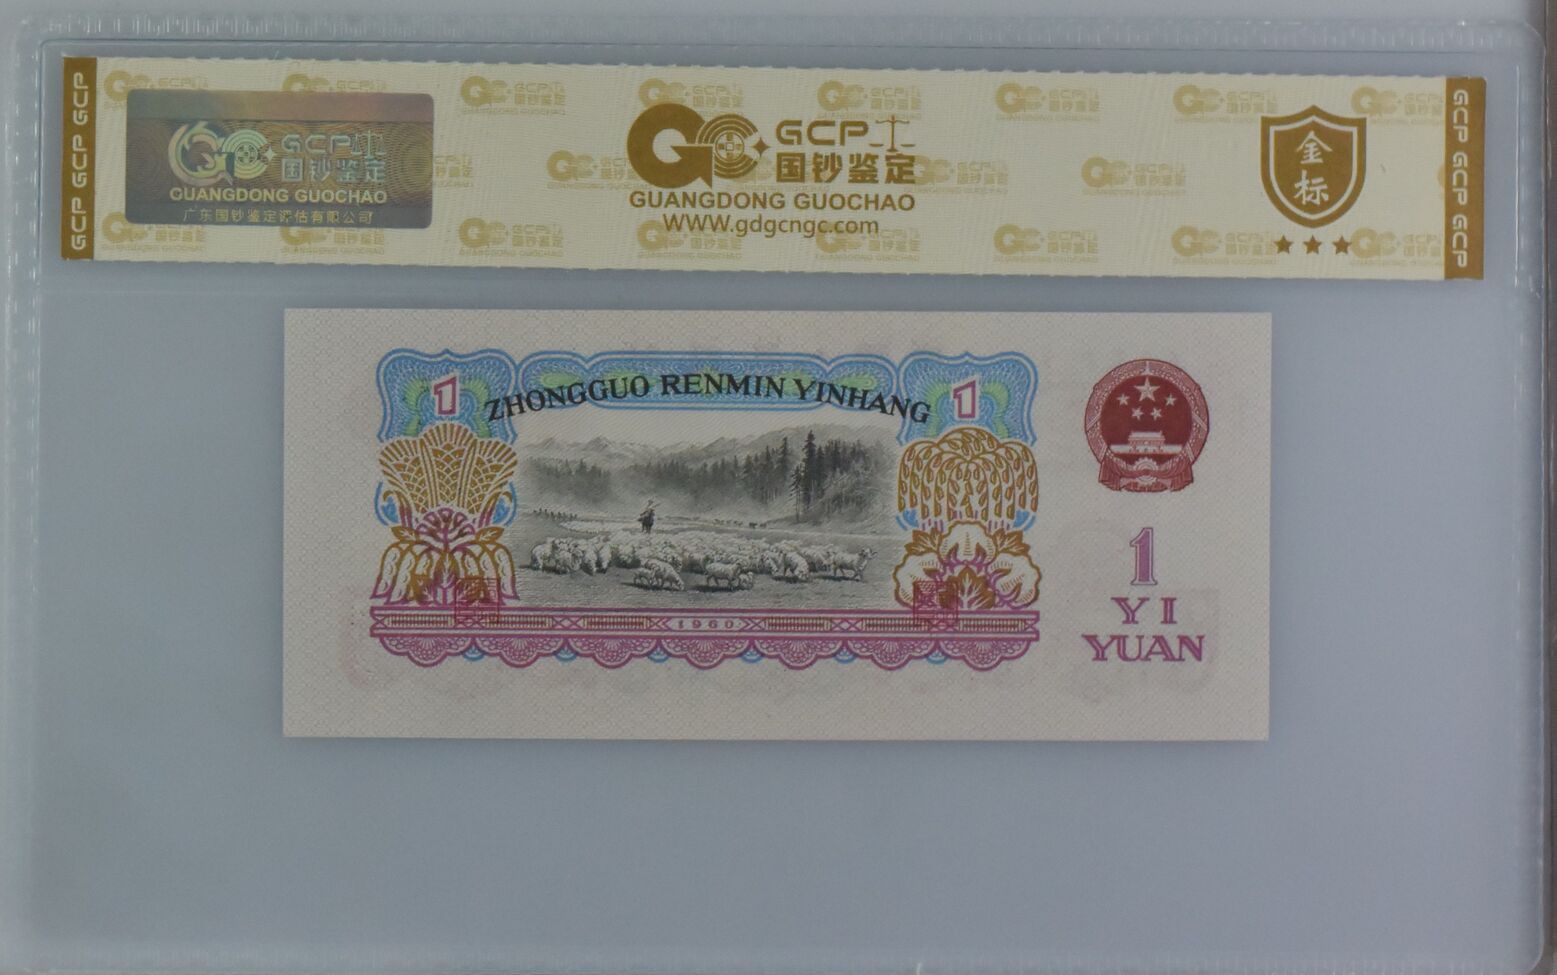 GCP GCP GCP
GCP
国钞鉴定
GUANGDONG GUOCHAO
广东国钞鉴定评估有限公司
GCP
国钞鉴定
GUANGDONG GUOCHAO
WWW.gdgcngc.com
金标
GCP GCP GCP
ZHONGGUO RENMIN YINHANG
1
1
1960
1
YI
YUAN